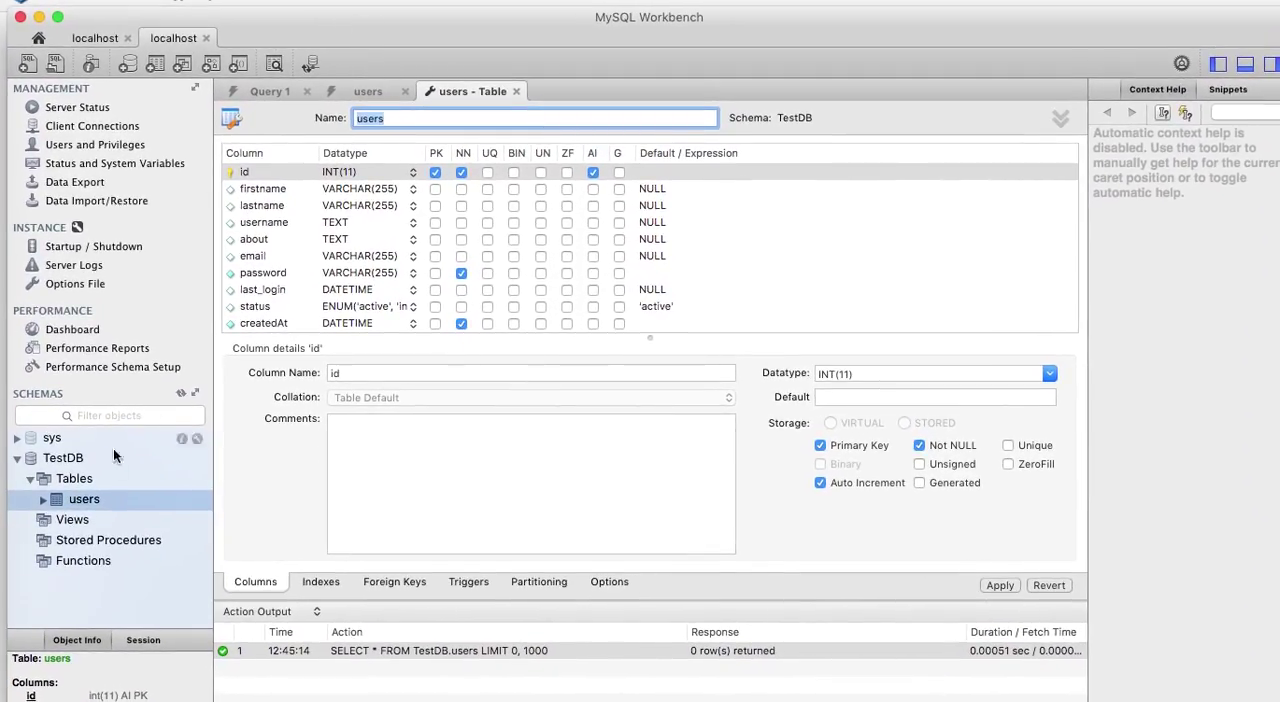 MySQL Workbench
localhost
localhost
MANAGEMENT
Server Status
Client Connections
Users and Privileges
Status and System Variables
Data Export
Data Import/Restore
INSTANCE
Startup / Shutdown
Server Logs
Options File
PERFORMANCE
Dashboard
Performance Reports
Performance Schema Setup
SCHEMAS
Filter objects
sys
TestDB
Tables
users
Views
Stored Procedures
Functions
Object Info Session
Table: users
Columns:
id int(11) AI PK
Query 1 users users - Table
Name: users Schema: TestDB
Column Datatype PK NN UQ BIN UN ZF AI G Default / Expression
id INT(11)
firstname VARCHAR(255) NULL
lastname VARCHAR(255) NULL
username TEXT NULL
about TEXT NULL
email VARCHAR(255) NULL
password VARCHAR(255)
last_login DATETIME NULL
status ENUM('active', 'in 'active'
createdAt DATETIME
Column details 'id'
Column Name: id Datatype: INT(11)
Collation: Table Default Default
Comments: Storage: VIRTUAL STORED
Primary Key Not NULL Unique
Binary Unsigned ZeroFill
Auto Increment Generated
Columns Indexes Foreign Keys Triggers Partitioning Options Apply Revert
Action Output
Time Action Response Duration / Fetch Time
1 12:45:14 SELECT * FROM TestDB.users LIMIT 0, 1000 0 row(s) returned 0.00051 sec / 0.0000...
Context Help Snippets
Automatic context help is
disabled. Use the toolbar to
manually get help for the curren
caret position or to toggle
automatic help.